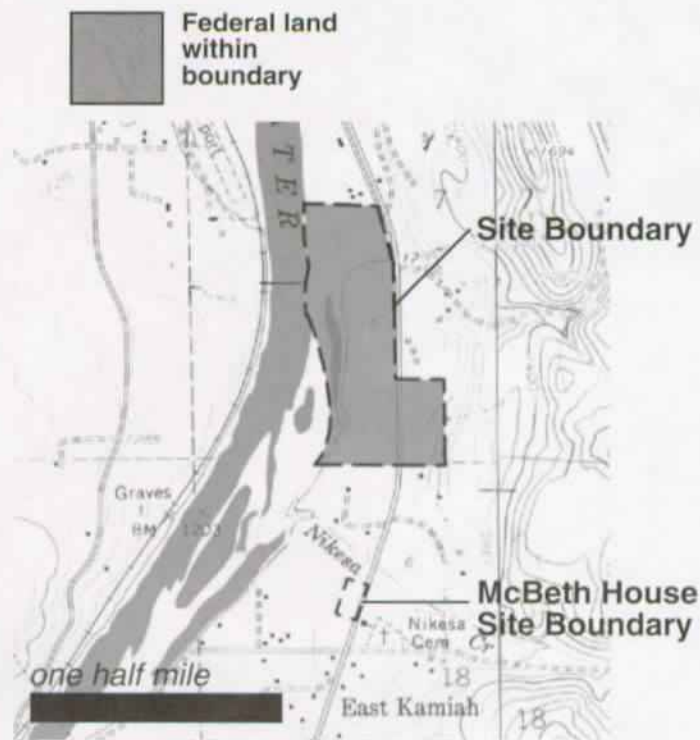 Federal land
within
boundary
TER
Site Boundary
Graves
BM 1203
Nikesa
McBeth House
Site Boundary
Nikesa
Cem
Cr
one half mile
18
East Kamiah
18